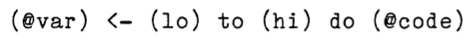 (@var) <- (lo) to (hi) do (@code)